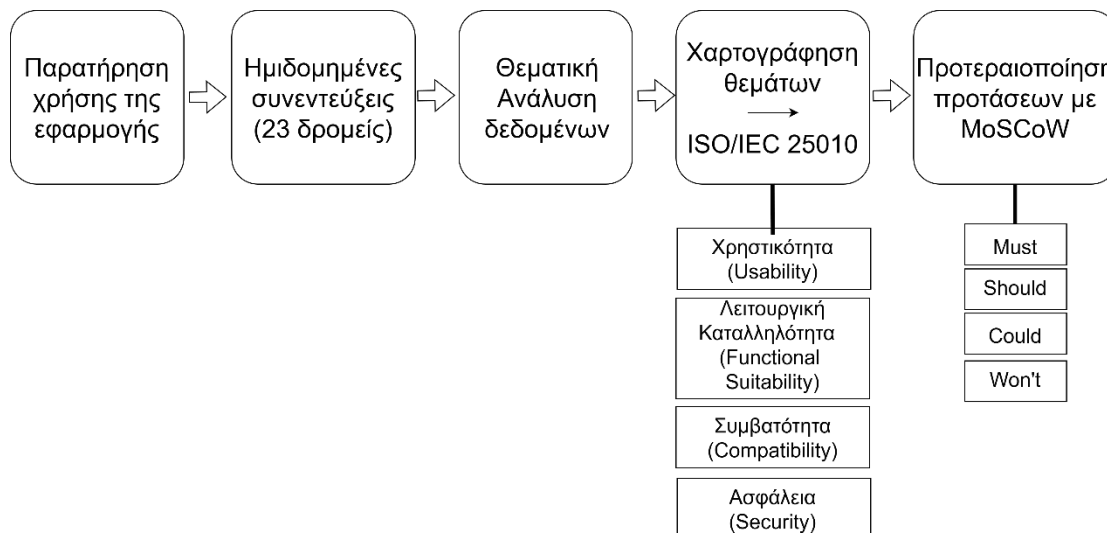 Παρατήρηση
χρήσης της
εφαρμογής
Ημιδομημένες
συνεντεύξεις
(23 δρομείς)
Θεματική
Ανάλυση
δεδομένων
Χαρτογράφηση
θεμάτων
ISO/IEC 25010
Προτεραιοποίηση
προτάσεων με
MoSCoW
Χρηστικότητα
(Usability)
Λειτουργική
Καταλληλότητα
(Functional
Suitability)
Συμβατότητα
(Compatibility)
Ασφάλεια
(Security)
Must
Should
Could
Won't